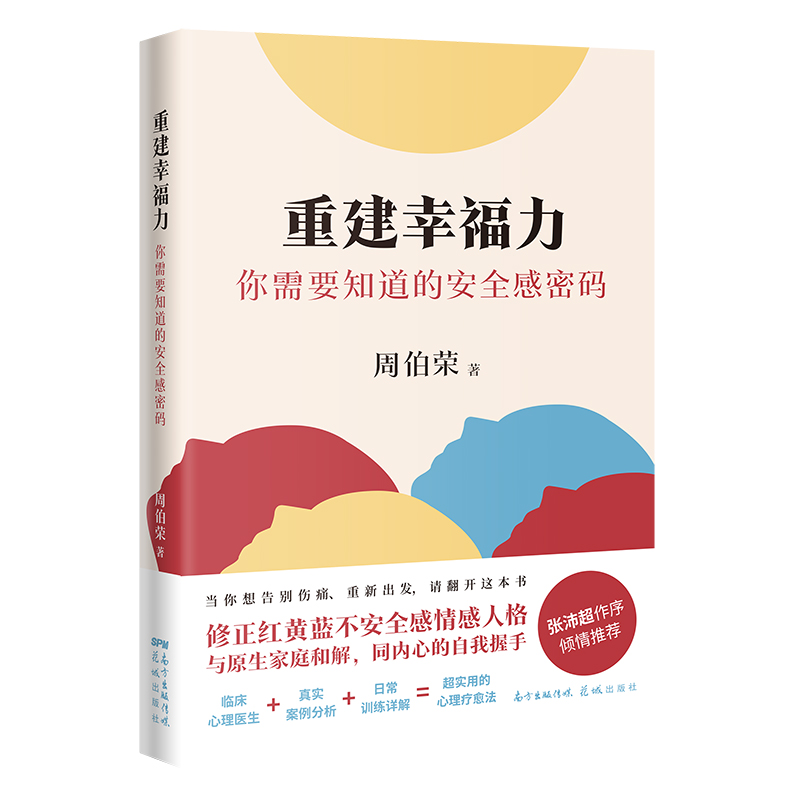 重建幸福力
你需要知道的安全感密码
周伯荣 著
SPM
南方出版传媒
花城出版社
重建幸福力
你需要知道的安全感密码
周伯荣 著
当你想告别伤痛、重新出发,请翻开这本书
修正红黄蓝不安全感情感人格
与原生家庭和解,同内心的自我握手
张沛超作序
倾情推荐
临床
心理医生
+
真实
案例分析
+
日常
训练详解
=
超实用的
心理疗愈法
南方出版传媒 花城出版社